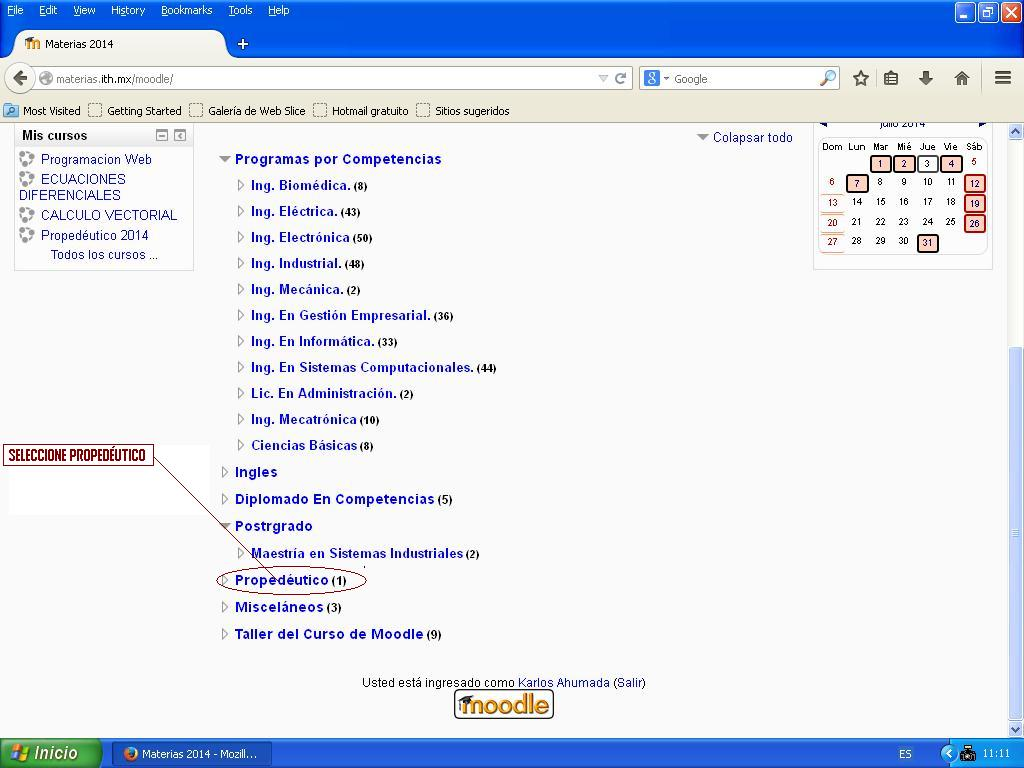 File Edit View History Bookmarks Tools Help
Materias 2014
materias.ith.mx/moodle/
Google
Most Visited Getting Started Galería de Web Slice Hotmail gratuito Sitios sugeridos
Mis cursos
Programacion Web
ECUACIONES
DIFERENCIALES
CALCULO VECTORIAL
Propedéutico 2014
Todos los cursos ...
Colapsar todo
Programas por Competencias
Ing. Biomédica. (8)
Ing. Eléctrica. (43)
Ing. Electrónica (50)
Ing. Industrial. (48)
Ing. Mecánica. (2)
Ing. En Gestión Empresarial. (36)
Ing. En Informática. (33)
Ing. En Sistemas Computacionales. (44)
Lic. En Administración. (2)
Ing. Mecatrónica (10)
Ciencias Básicas (8)
Ingles
Diplomado En Competencias (5)
Postrgrado
Maestría en Sistemas Industriales (2)
Propedéutico (1)
Misceláneos (3)
Taller del Curso de Moodle (9)
SELECCIONE PROPEDÉUTICO
julio 2014
Dom Lun Mar Mié Jue Vie Sáb
1 2 3 4 5
6 7 8 9 10 11 12
13 14 15 16 17 18 19
20 21 22 23 24 25 26
27 28 29 30 31
Usted está ingresado como Karlos Ahumada (Salir)
moodle
Inicio
Materias 2014 - Mozill...
ES
11:11